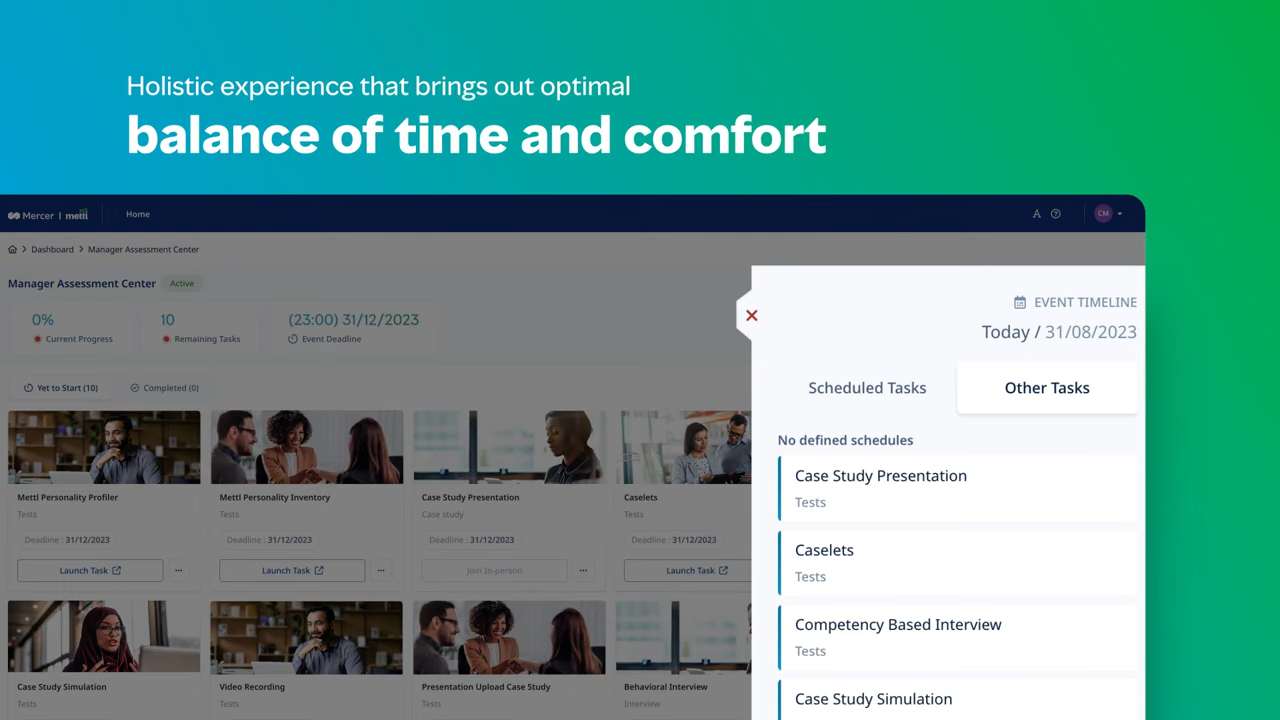 Holistic experience that brings out optimal
balance of time and comfort
Mercer | mettl
Home
A
CM
Dashboard
Manager Assessment Center
Manager Assessment Center
Active
0%
Current Progress
10
Remaining Tasks
(23:00) 31/12/2023
Event Deadline
Yet to Start (10)
Completed (0)
Mettl Personality Profiler
Tests
Deadline : 31/12/2023
Launch Task
Mettl Personality Inventory
Tests
Deadline : 31/12/2023
Launch Task
Case Study Presentation
Case study
Deadline : 31/12/2023
Join In-person
Caselets
Tests
Deadline : 31/12/2023
Launch Task
Case Study Simulation
Tests
Video Recording
Tests
Presentation Upload Case Study
Tests
Behavioral Interview
Interview
EVENT TIMELINE
Today / 31/08/2023
Scheduled Tasks
Other Tasks
No defined schedules
Case Study Presentation
Tests
Caselets
Tests
Competency Based Interview
Tests
Case Study Simulation